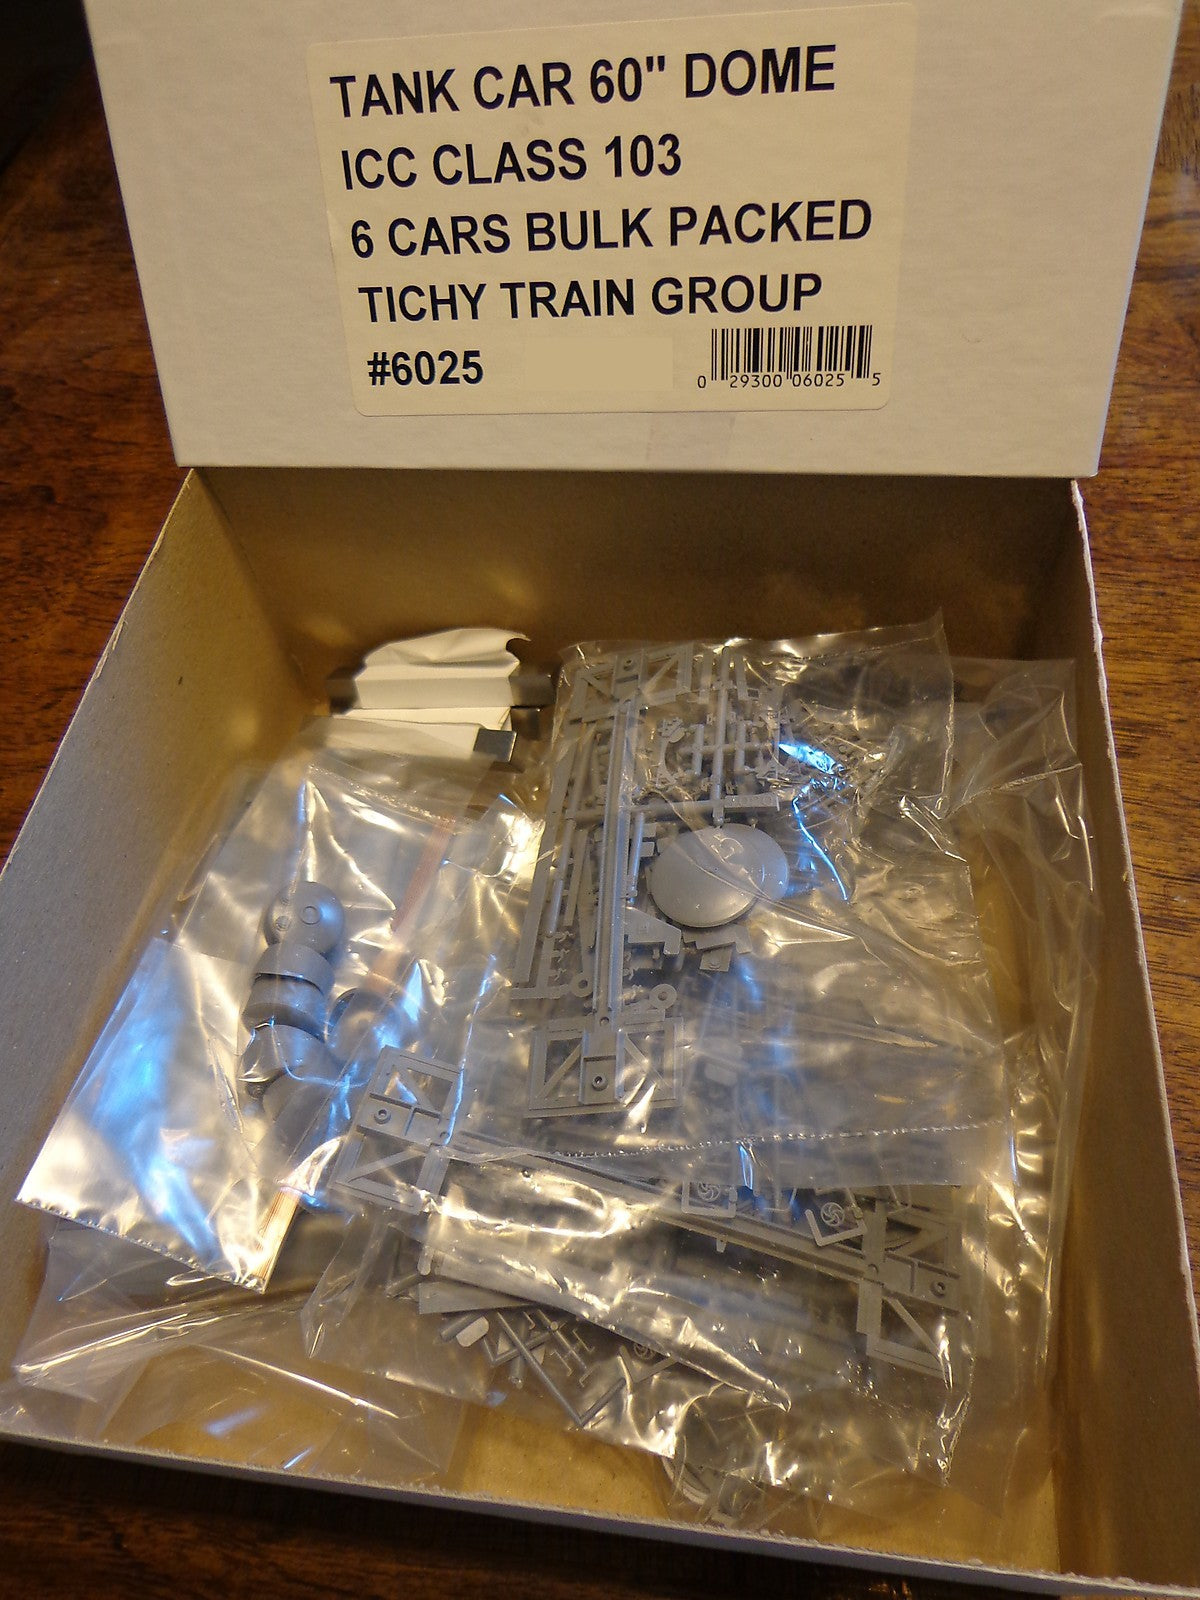 TANK CAR 60" DOME
ICC CLASS 103
6 CARS BULK PACKED
TICHY TRAIN GROUP
#6025
0 29300 06025 5